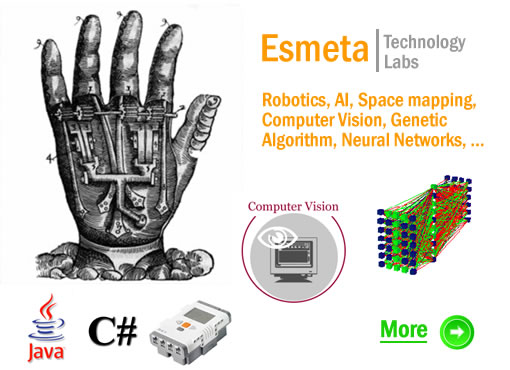 Esmeta
Technology
Labs
Robotics, AI, Space mapping,
Computer Vision, Genetic
Algorithm, Neural Networks, ...
Computer Vision
Java
C#
More